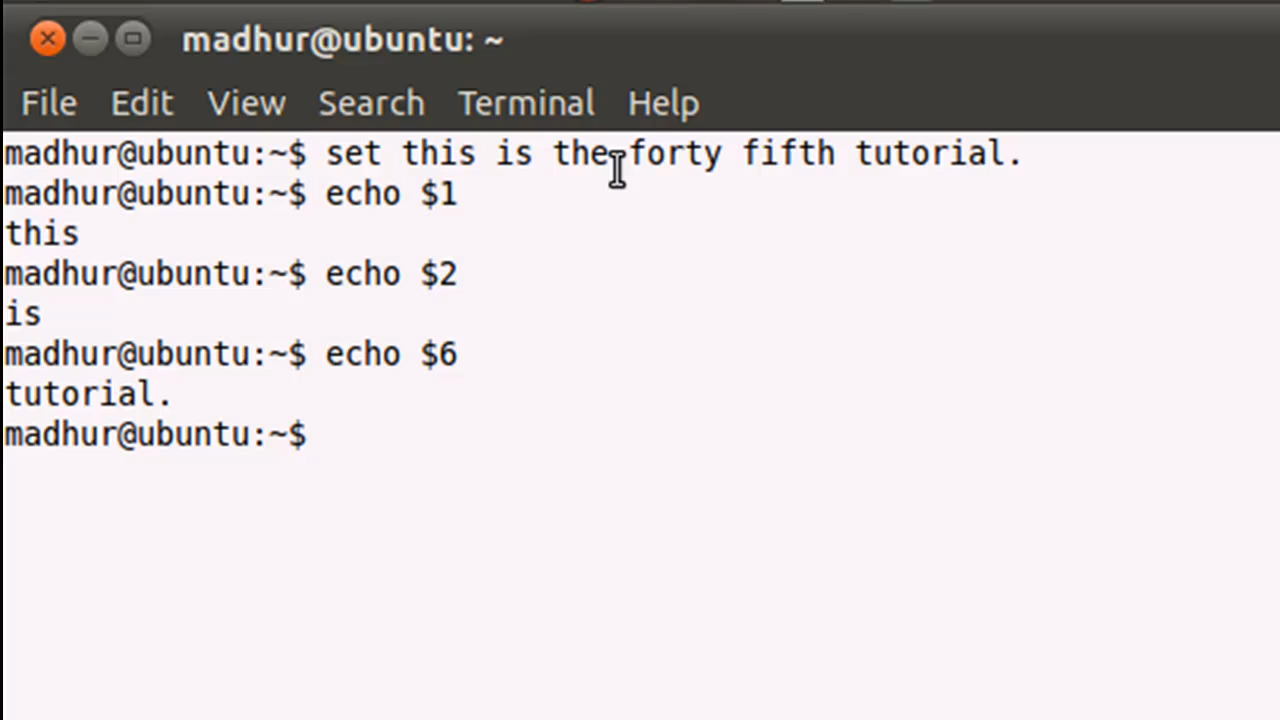 madhur@ubuntu: ~
File Edit View Search Terminal Help
madhur@ubuntu:~$ set this is the forty fifth tutorial.
madhur@ubuntu:~$ echo $1
this
madhur@ubuntu:~$ echo $2
is
madhur@ubuntu:~$ echo $6
tutorial.
madhur@ubuntu:~$